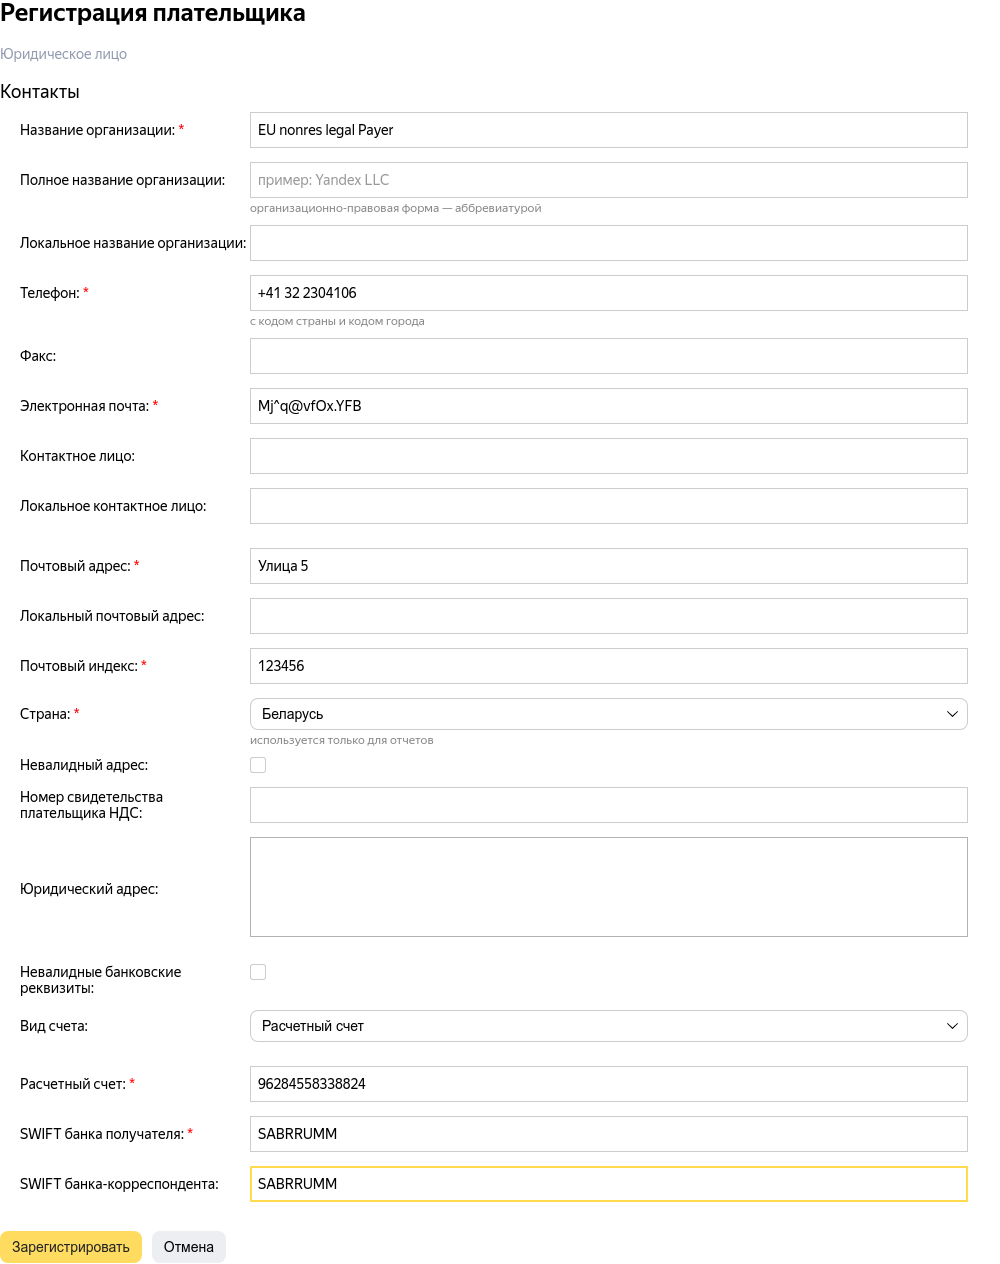 Регистрация плательщика
Юридическое лицо
Контакты
Название организации: * EU nonres legal Payer
Полное название организации: пример: Yandex LLC
организационно-правовая форма — аббревиатурой
Локальное название организации:
Телефон: * +41 32 2304106
с кодом страны и кодом города
Факс:
Электронная почта: * Mj^q@vfOx.YFB
Контактное лицо:
Локальное контактное лицо:
Почтовый адрес: * Улица 5
Локальный почтовый адрес:
Почтовый индекс: * 123456
Страна: * Беларусь
используется только для отчетов
Невалидный адрес:
Номер свидетельства
плательщика НДС:
Юридический адрес:
Невалидные банковские
реквизиты:
Вид счета: Расчетный счет
Расчетный счет: * 96284558338824
SWIFT банка получателя: * SABRRUMM
SWIFT банка-корреспондента: SABRRUMM
Зарегистрировать Отмена